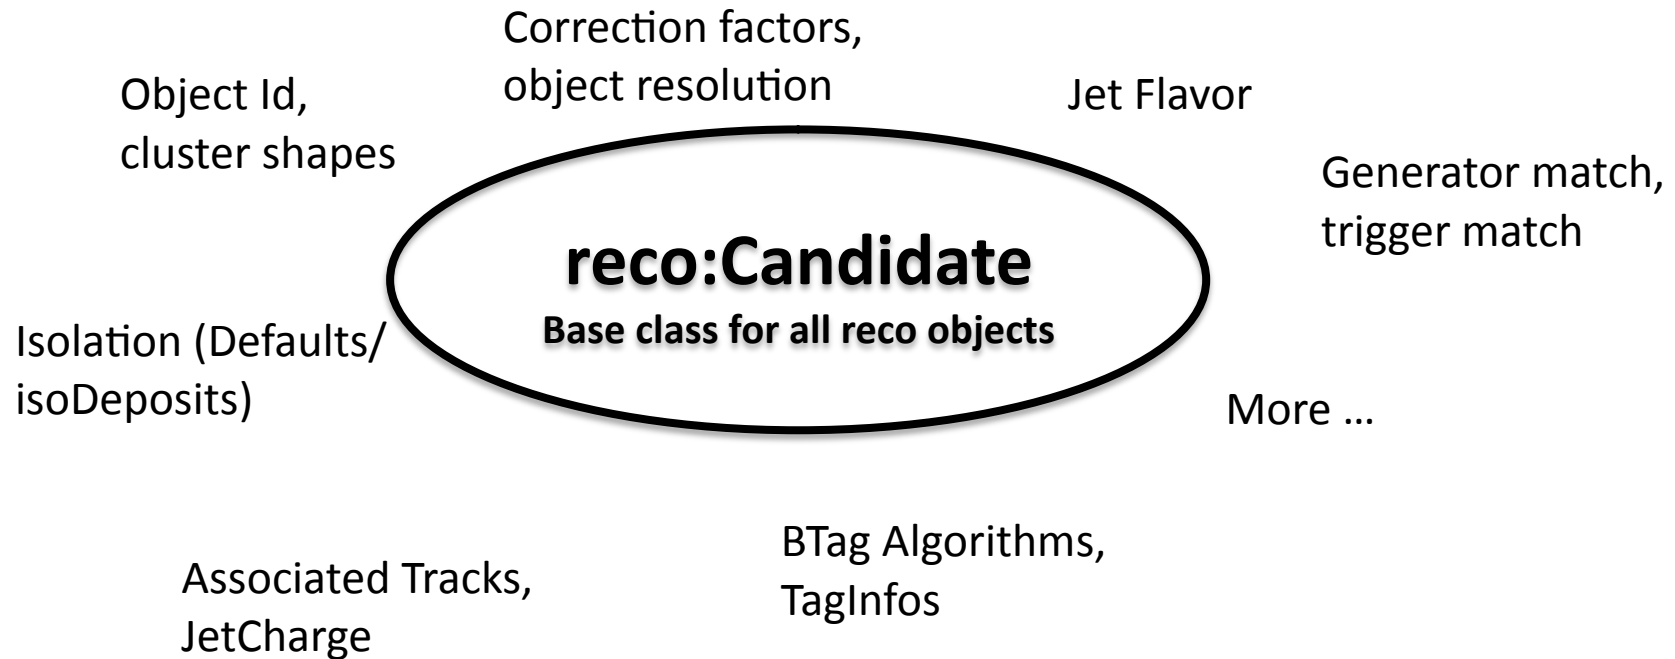 Correction factors,
object resolution
Object Id,
cluster shapes
Jet Flavor
Generator match,
trigger match
reco:Candidate
Base class for all reco objects
Isolation (Defaults/
isoDeposits)
More ...
BTag Algorithms,
TagInfos
Associated Tracks,
JetCharge